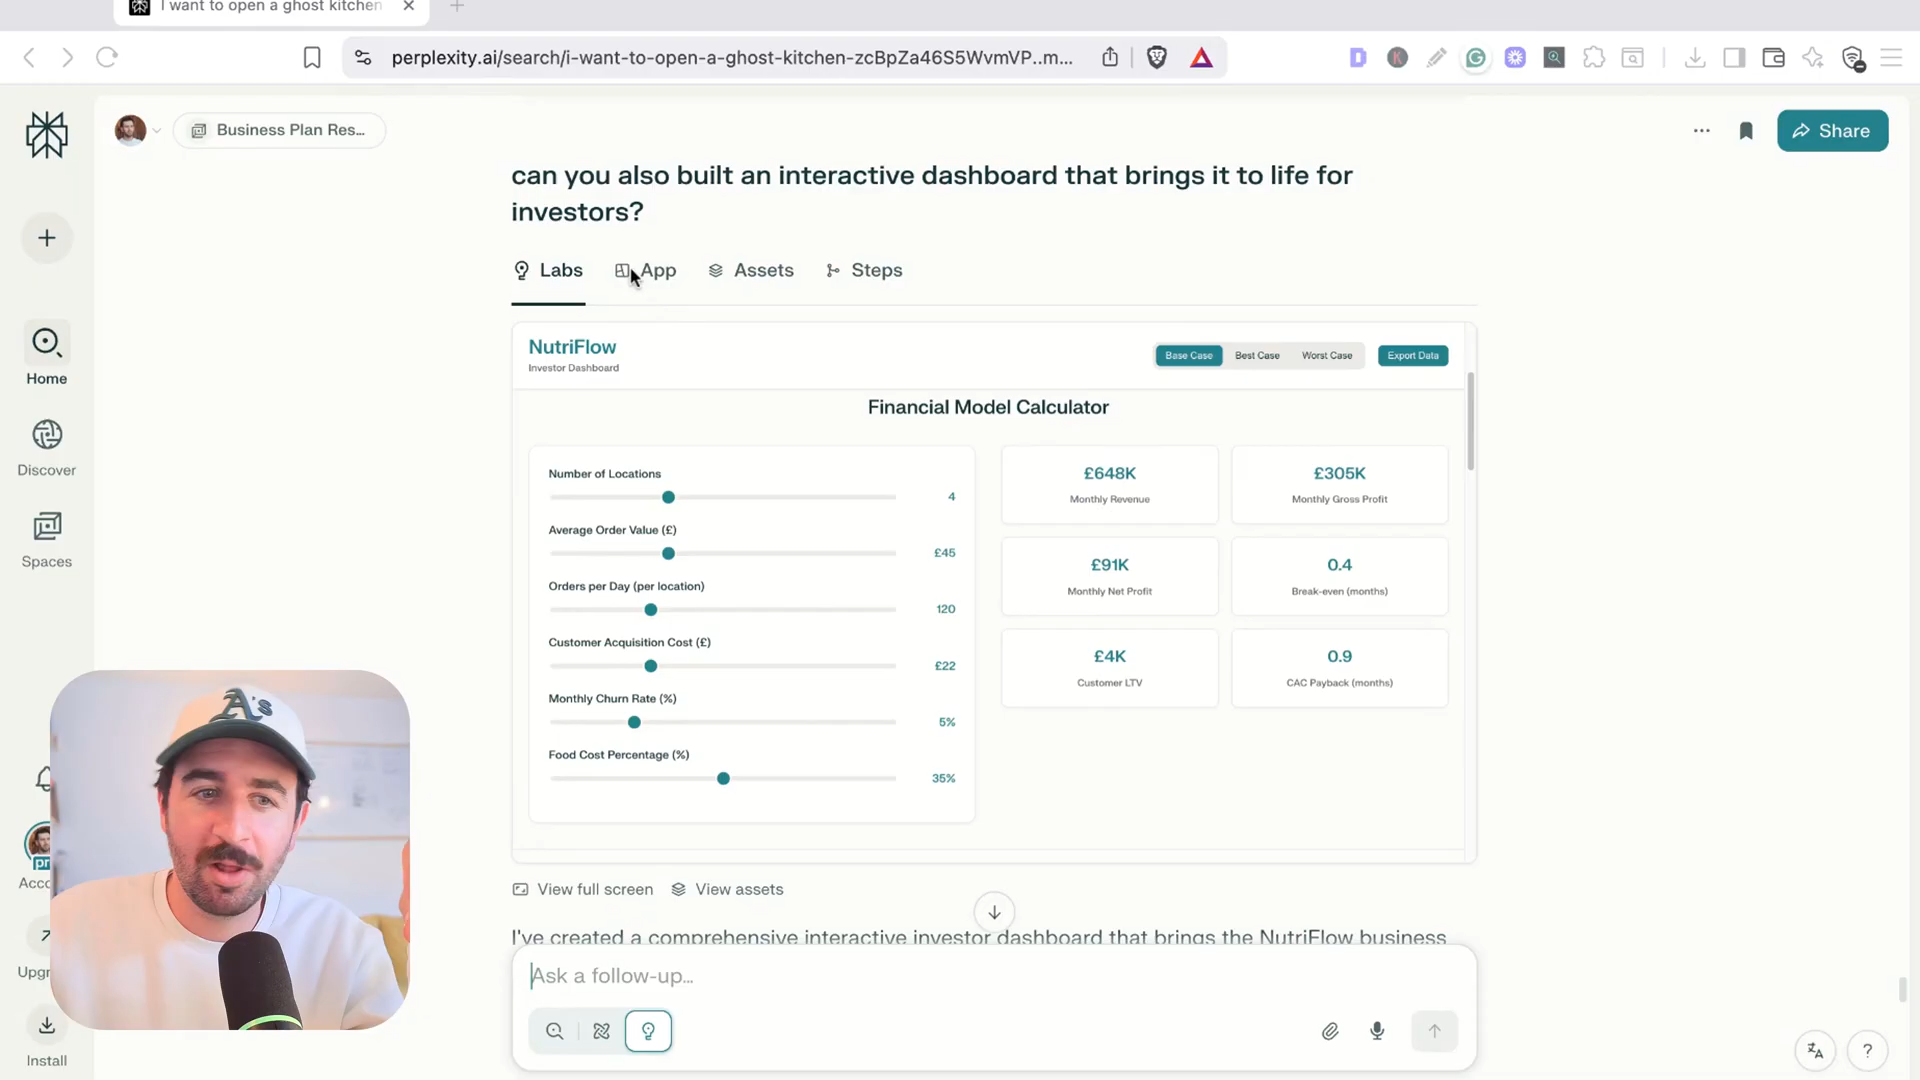 I want to open a ghost kitchen
perplexity.ai/search/i-want-to-open-a-ghost-kitchen-zcBpZa46S5WvmVP..m...
Business Plan Res...
Share
can you also built an interactive dashboard that brings it to life for
investors?
Labs
App
Assets
Steps
NutriFlow
Investor Dashboard
Base Case
Best Case
Worst Case
Export Data
Financial Model Calculator
Number of Locations
4
Average Order Value (£)
£45
Orders per Day (per location)
120
Customer Acquisition Cost (£)
£22
Monthly Churn Rate (%)
5%
Food Cost Percentage (%)
35%
£648K
Monthly Revenue
£305K
Monthly Gross Profit
£91K
Monthly Net Profit
0.4
Break-even (months)
£4K
Customer LTV
0.9
CAC Payback (months)
View full screen
View assets
I've created a comprehensive interactive investor dashboard that brings the NutriFlow business
Ask a follow-up...
Home
Discover
Spaces
pr
Acco
Upgr
Install
A's